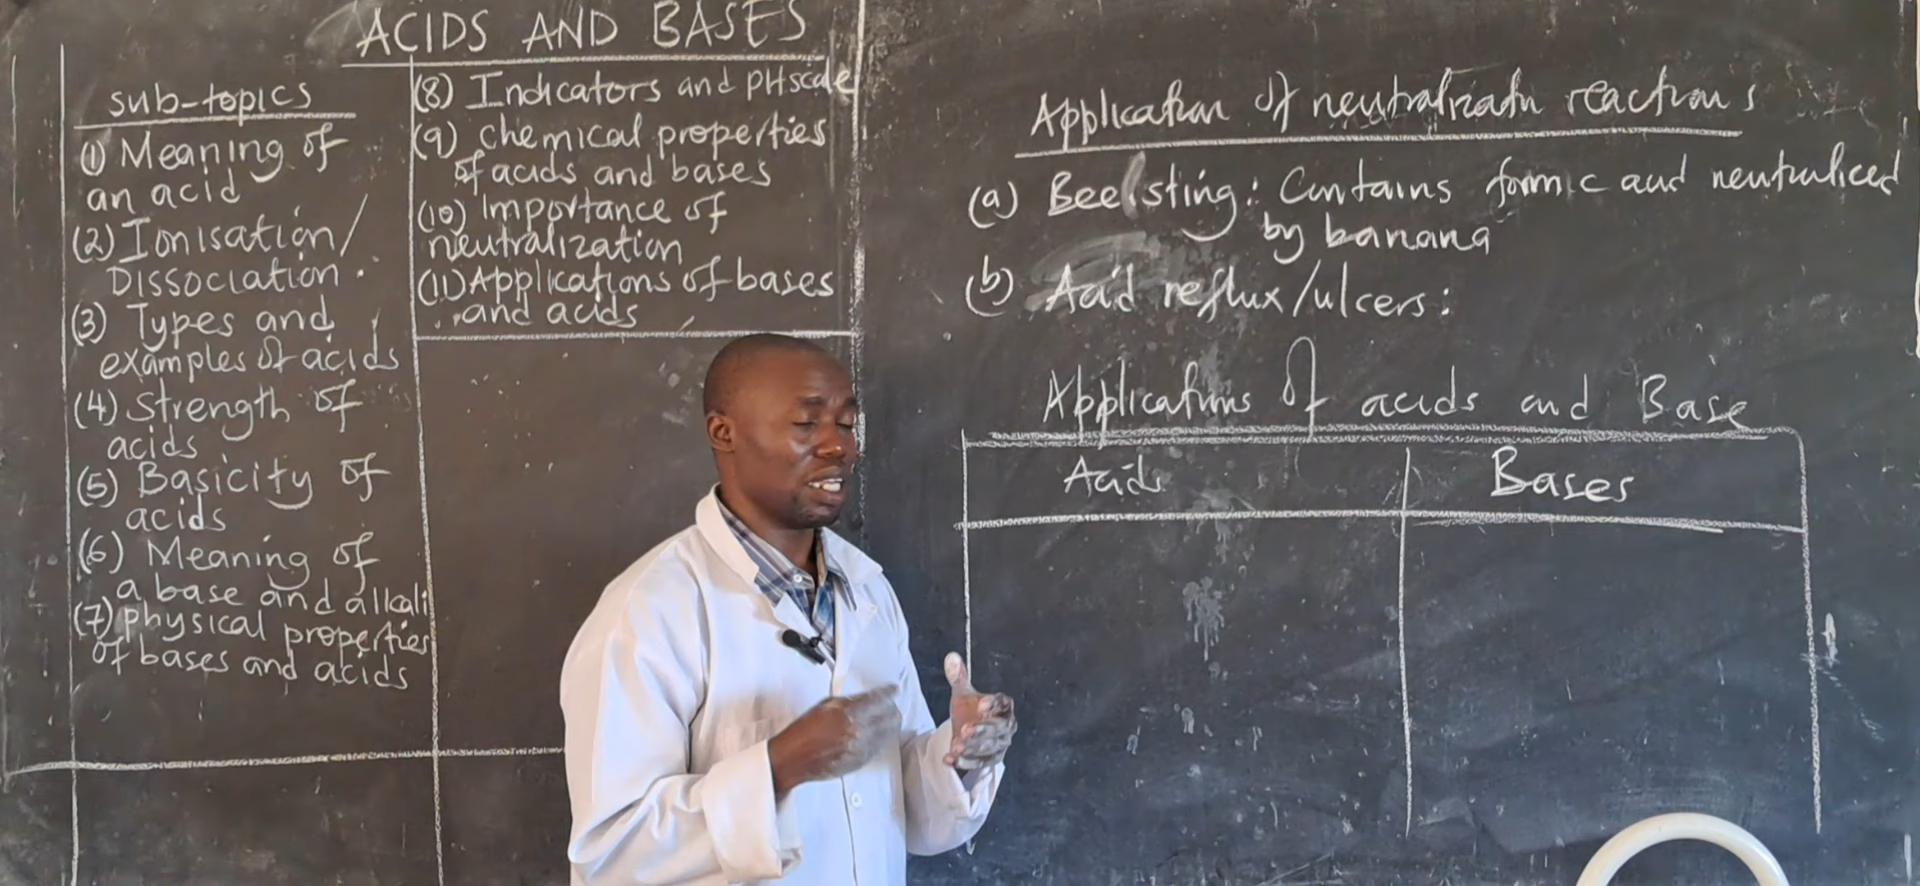 ACIDS AND BASES
sub-topics
(1) Meaning of
an acid
(2) Ionisation/
Dissociation.
(3) Types and
examples of acids
(4) strength of
acids
(5) Basicity of
acids
(6) Meaning of
a base and alkali
(7) physical properties
of bases and acids
(8) Indicators and pHscale
(9) chemical properties
of acids and bases
(10) Importance of
neutralization
(11) Applications of bases
and acids
Application of neutralizatn reactions
(a) Bee sting: Contains formic and neutralised
by banana
(b) Acid reflux/ulcers:
Applications of acids and Base
Acids
Bases